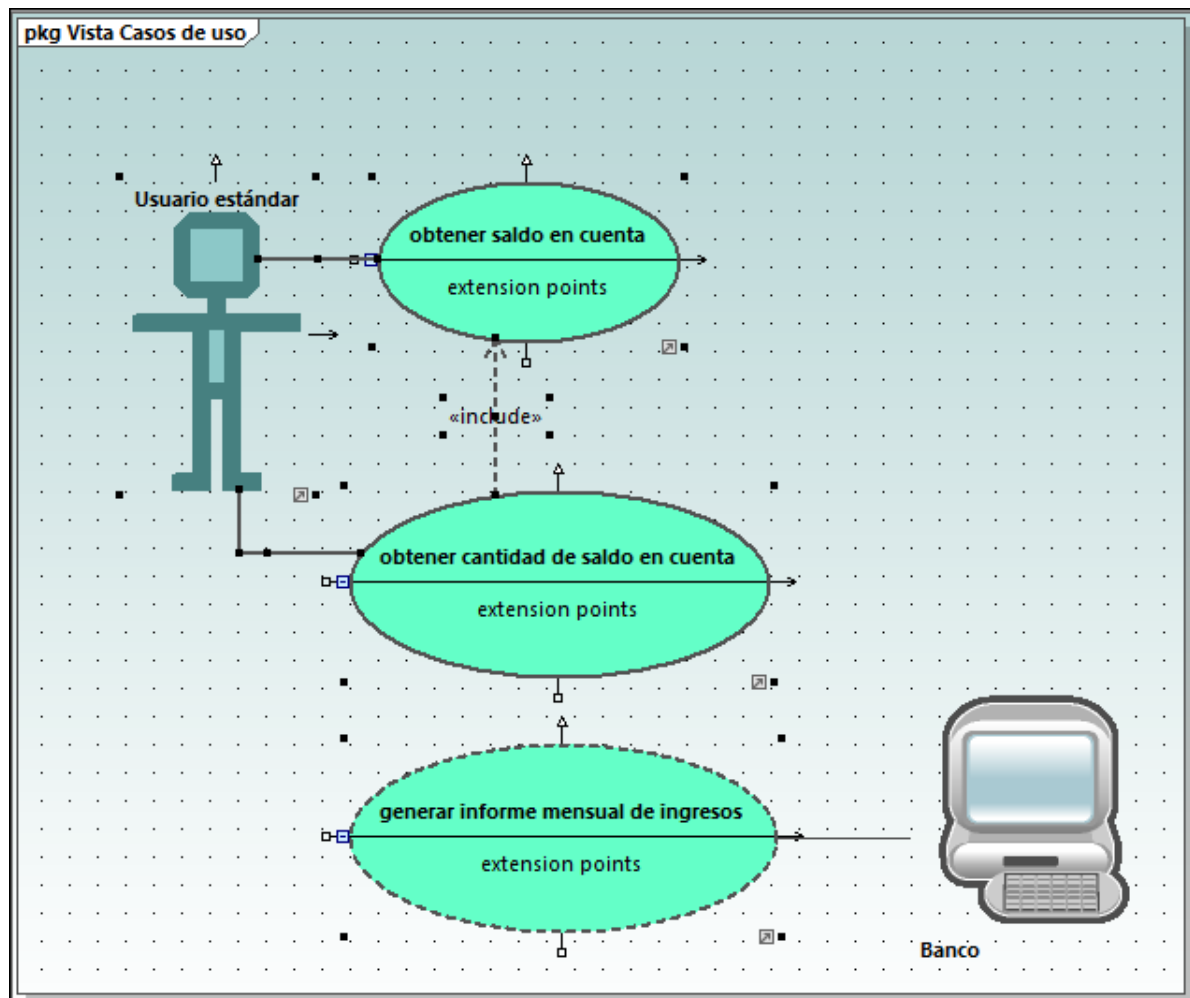 pkg Vista Casos de uso
Usuario estándar
obtener saldo en cuenta
extension points
«include»
obtener cantidad de saldo en cuenta
extension points
generar informe mensual de ingresos
extension points
Banco